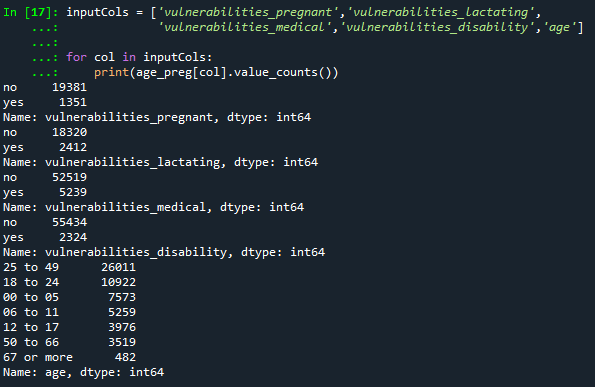 In [17]: inputCols = ['vulnerabilities_pregnant','vulnerabilities_lactating',
    ...:              'vulnerabilities_medical','vulnerabilities_disability','age']
    ...:
    ...: for col in inputCols:
    ...:     print(age_preg[col].value_counts())
no     19381
yes     1351
Name: vulnerabilities_pregnant, dtype: int64
no     18320
yes     2412
Name: vulnerabilities_lactating, dtype: int64
no     52519
yes     5239
Name: vulnerabilities_medical, dtype: int64
no     55434
yes     2324
Name: vulnerabilities_disability, dtype: int64
25 to 49      26011
18 to 24      10922
00 to 05       7573
06 to 11       5259
12 to 17       3976
50 to 66       3519
67 or more      482
Name: age, dtype: int64